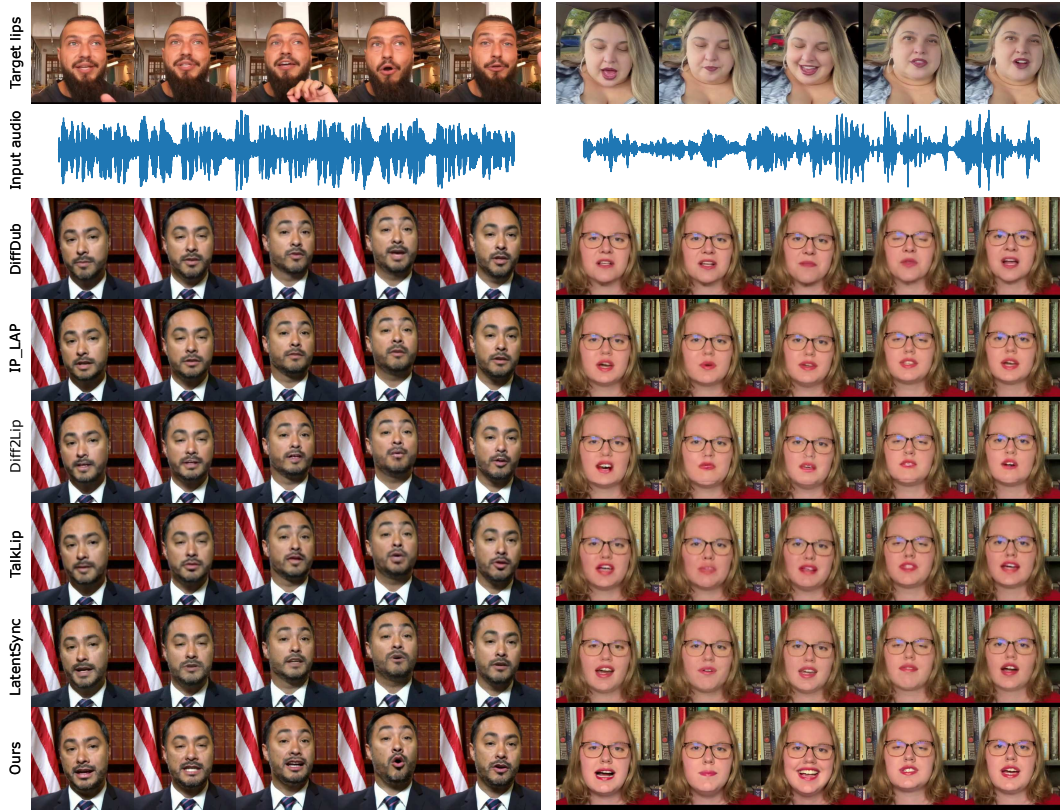 Target lips
Input audio
DiffDub
IP_LAP
Diff2Lip
TalkLip
LatentSync
Ours